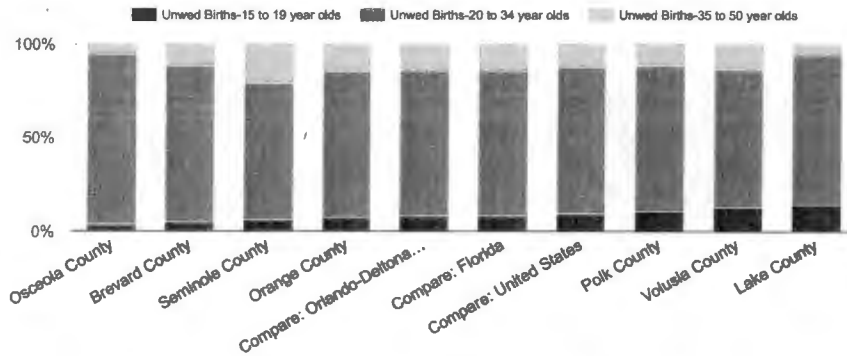 Unwed Births-15 to 19 year olds Unwed Births-20 to 34 year olds Unwed Births-35 to 50 year olds
100%
50%
0%
Osceola County
Brevard County
Seminole County
Orange County
Compare: Orlando-Deltona...
Compare: Florida
Compare: United States
Polk County
Volusia County
Lake County